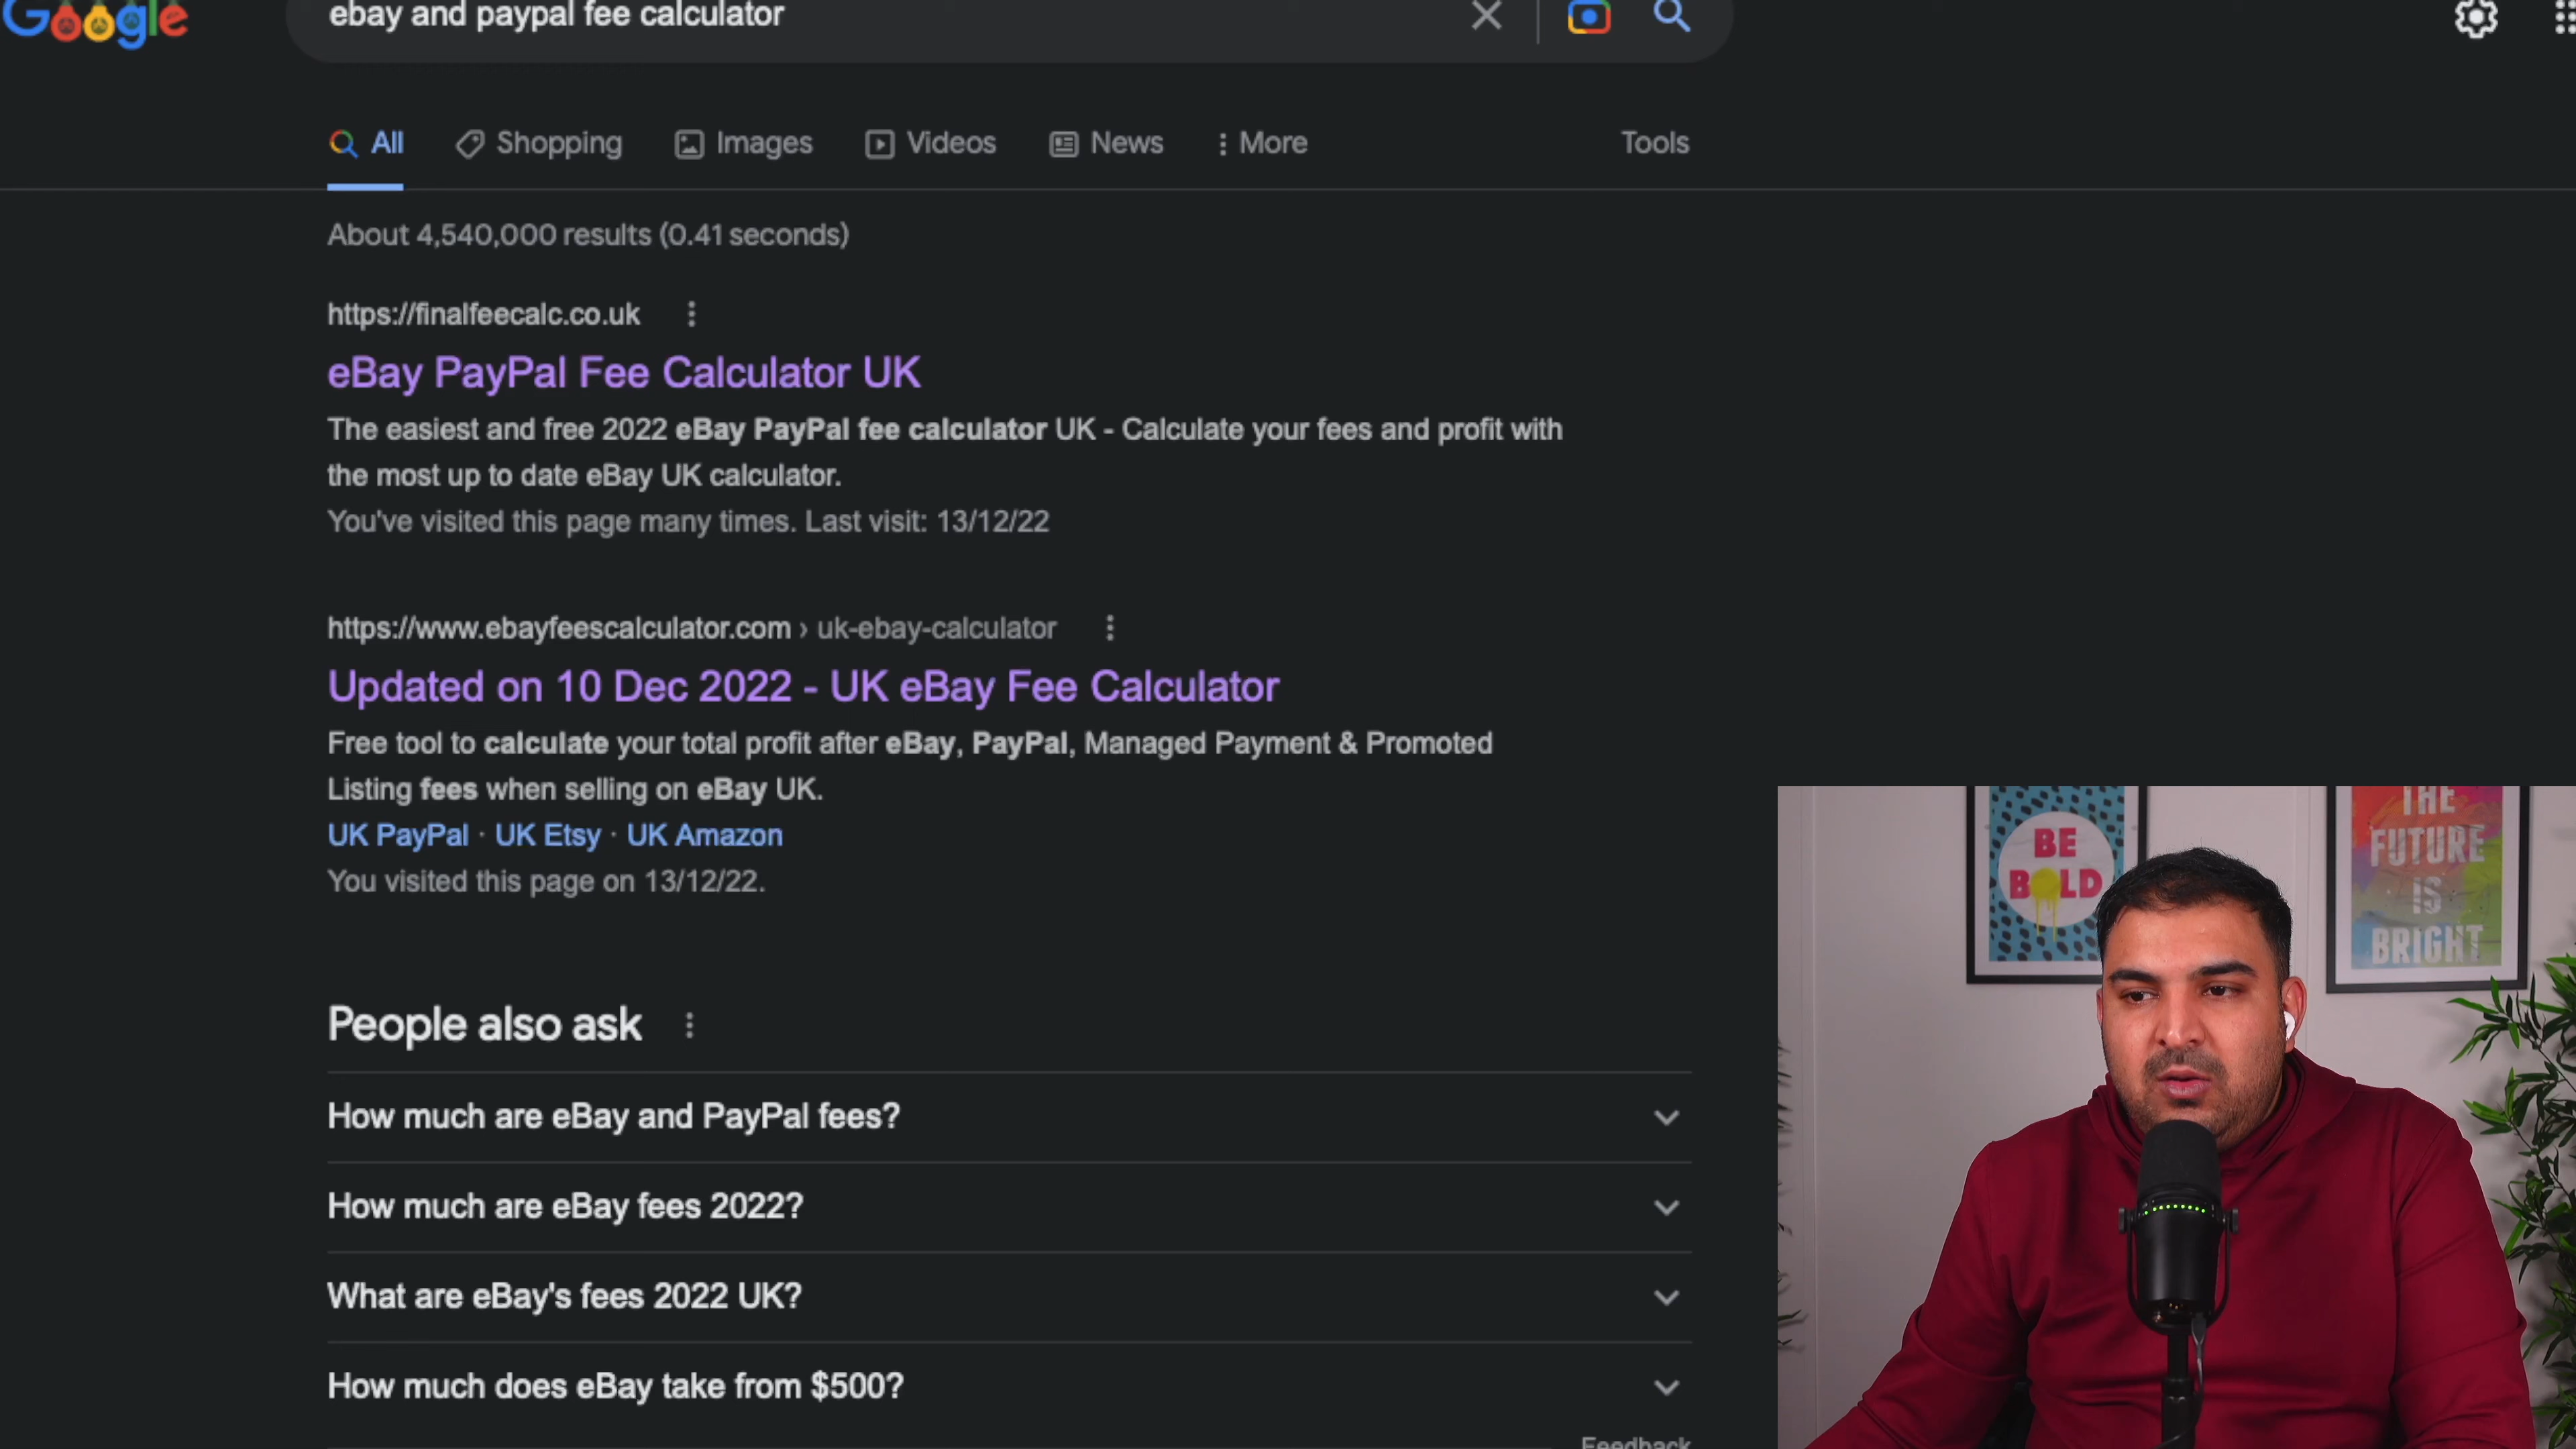 Google
ebay and paypal fee calculator
All Shopping Images Videos News More Tools
About 4,540,000 results (0.41 seconds)
https://finalfeecalc.co.uk
eBay PayPal Fee Calculator UK
The easiest and free 2022 eBay PayPal fee calculator UK - Calculate your fees and profit with
the most up to date eBay UK calculator.
You've visited this page many times. Last visit: 13/12/22
https://www.ebayfeescalculator.com › uk-ebay-calculator
Updated on 10 Dec 2022 - UK eBay Fee Calculator
Free tool to calculate your total profit after eBay, PayPal, Managed Payment & Promoted
Listing fees when selling on eBay UK.
UK PayPal · UK Etsy · UK Amazon
You visited this page on 13/12/22.
People also ask
How much are eBay and PayPal fees?
How much are eBay fees 2022?
What are eBay's fees 2022 UK?
How much does eBay take from $500?
Feedback
BE
BOLD
THE
FUTURE
IS
BRIGHT